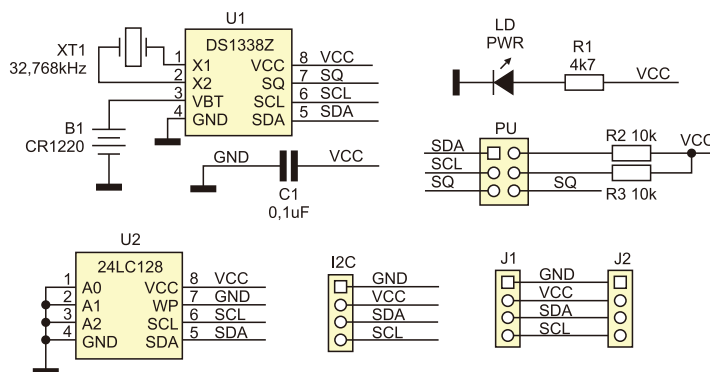 U1
DS1338Z
XT1
32,768kHz
1 X1 VCC 8 VCC
2 X2 SQ 7 SQ
3 VBT SCL 6 SCL
4 GND SDA 5 SDA
B1
CR1220
GND VCC
C1
0,1uF
LD
PWR
R1
4k7
VCC
PU
SDA
SCL
SQ
SQ
R2 10k
VCC
R3 10k
U2
24LC128
1 A0 VCC 8 VCC
2 A1 WP 7 GND
3 A2 SCL 6 SCL
4 GND SDA 5 SDA
I2C
GND
VCC
SDA
SCL
J1 J2
GND
VCC
SDA
SCL